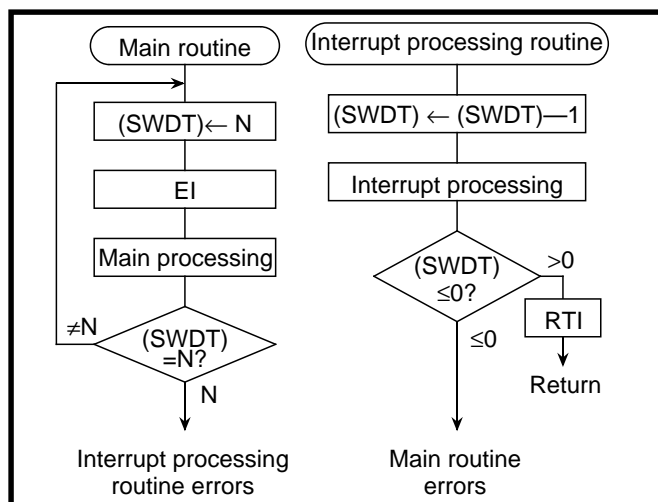 Main routine
(SWDT)← N
EI
Main processing
≠N
(SWDT)
=N?
N
Interrupt processing
routine errors
Interrupt processing routine
(SWDT) ← (SWDT)—1
Interrupt processing
(SWDT)
≤0?
>0
RTI
≤0
Return
Main routine
errors